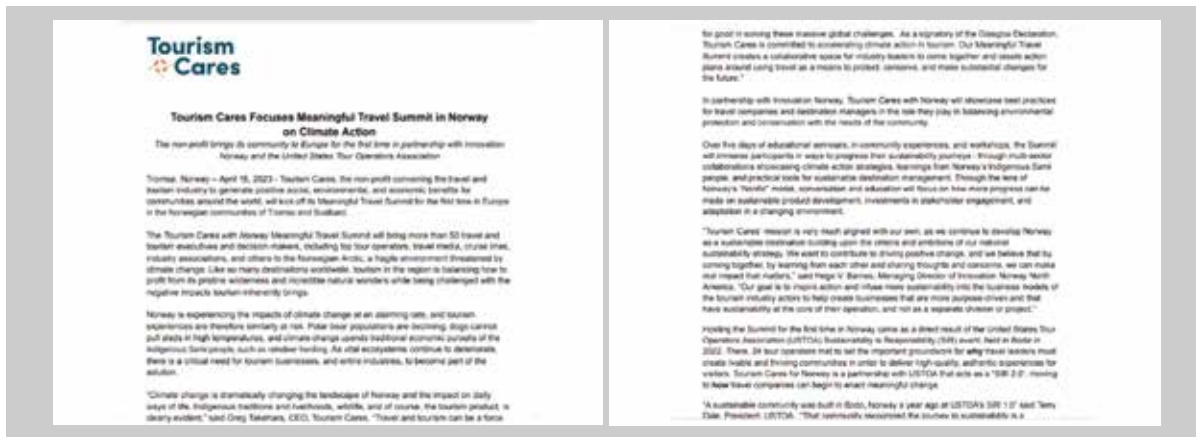 Tourism
Cares
Tourism Cares Focuses Meaningful Travel Summit in Norway
on Climate Action
The non-profit brings its community to Europe for the first time in partnership with Innovation
Norway and the United States Tour Operators Association
Tromsø, Norway – April 18, 2023 - Tourism Cares, the non-profit convening the travel and
tourism industry to generate positive social, environmental, and economic benefits for
communities around the world, will kick off its Meaningful Travel Summit for the first time in Europe
in the Norwegian communities of Tromsø and Svalbard.
The Tourism Cares with Norway Meaningful Travel Summit will bring more than 50 travel and
tourism executives and decision-makers, including top tour operators, travel media, cruise lines,
industry associations, and others to the Norwegian Arctic, a fragile environment threatened by
climate change. Like so many destinations worldwide, tourism in the region is balancing how to
profit from its pristine wilderness and incredible natural wonders while being challenged with the
negative impacts tourism inherently brings.
Norway is experiencing the impacts of climate change at an alarming rate, and tourism
experiences are therefore similarly at risk. Polar bear populations are declining, dogs cannot
pull sleds in high temperatures, and climate change upends traditional economic pursuits of the
Indigenous Sami people, such as reindeer herding. As vital ecosystems continue to deteriorate,
there is a critical need for tourism businesses, and entire industries, to become part of the
solution.
"Climate change is dramatically changing the landscape of Norway and the impact on daily
ways of life, Indigenous traditions and livelihoods, wildlife, and of course, the tourism product, is
clearly evident," said Greg Takehara, CEO, Tourism Cares. "Travel and tourism can be a force
for good in solving these massive global challenges. As a signatory of the Glasgow Declaration,
Tourism Cares is committed to accelerating climate action in tourism. Our Meaningful Travel
Summit creates a collaborative space for industry leaders to come together and create action
plans around using travel as a means to protect, conserve, and make substantial changes for
the future."
In partnership with Innovation Norway, Tourism Cares with Norway will showcase best practices
for travel companies and destination managers in the role they play in balancing environmental
protection and conservation with the needs of the community.
Over five days of educational seminars, in-community experiences, and workshops, the Summit
will immerse participants in ways to progress their sustainability journeys - through multi-sector
collaborations showcasing climate action strategies, learnings from Norway's Indigenous Sami
people, and practical tools for sustainable destination management. Through the lens of
Norway's "Nordic" model, conversation and education will focus on how more progress can be
made on sustainable product development, investments in stakeholder engagement, and
adaptation in a changing environment.
"Tourism Cares' mission is very much aligned with our own, as we continue to develop Norway
as a sustainable destination building upon the criteria and ambitions of our national
sustainability strategy. We want to contribute to driving positive change, and we believe that by
coming together, by learning from each other and sharing thoughts and concerns, we can make
real impact that matters," said Hege V. Barnes, Managing Director of Innovation Norway North
America. "Our goal is to inspire action and infuse more sustainability into the business models of
the tourism industry actors to help create businesses that are more purpose-driven and that
have sustainability at the core of their operation, and not as a separate division or project."
Hosting the Summit for the first time in Norway came as a direct result of the United States Tour
Operators Association (USTOA) Sustainability is Responsibility (SIR) event, held in Bodø in
2022. There, 24 tour operators met to set the important groundwork for why travel leaders must
create livable and thriving communities in order to deliver high-quality, authentic experiences for
visitors. Tourism Cares for Norway is a partnership with USTOA that acts as a "SIR 2.0", moving
to how travel companies can begin to enact meaningful change.
"A sustainable community was built in Bodø, Norway a year ago at USTOA's SIR 1.0" said Terry
Dale, President, USTOA. "That community recognized the journey to sustainability is a